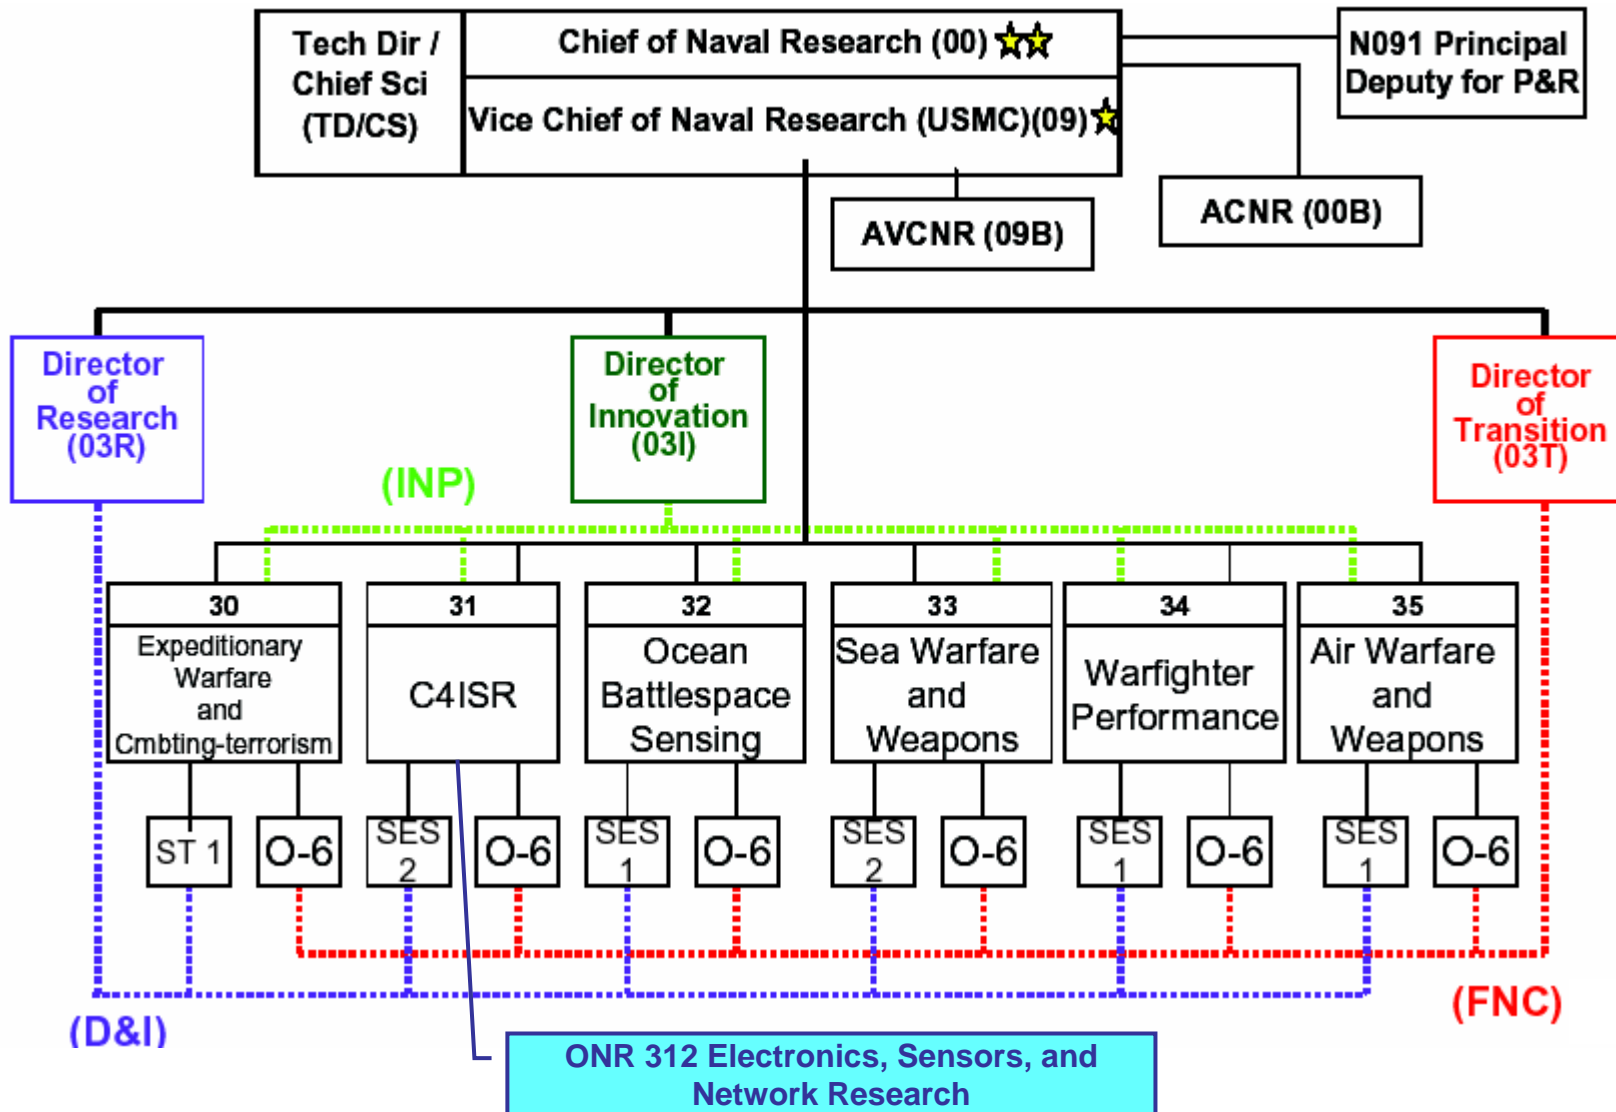 Tech Dir /
Chief Sci
(TD/CS)
Chief of Naval Research (00)
Vice Chief of Naval Research (USMC)(09)
N091 Principal
Deputy for P&R
AVCNR (09B)
ACNR (00B)
Director
of
Research
(03R)
Director
of
Innovation
(03I)
Director
of
Transition
(03T)
(INP)
30
Expeditionary
Warfare
and
Cmbting-terrorism
31
C4ISR
32
Ocean
Battlespace
Sensing
33
Sea Warfare
and
Weapons
34
Warfighter
Performance
35
Air Warfare
and
Weapons
ST 1
O-6
SES
2
O-6
SES
1
O-6
SES
2
O-6
SES
1
O-6
SES
1
O-6
(D&I)
(FNC)
ONR 312 Electronics, Sensors, and
Network Research